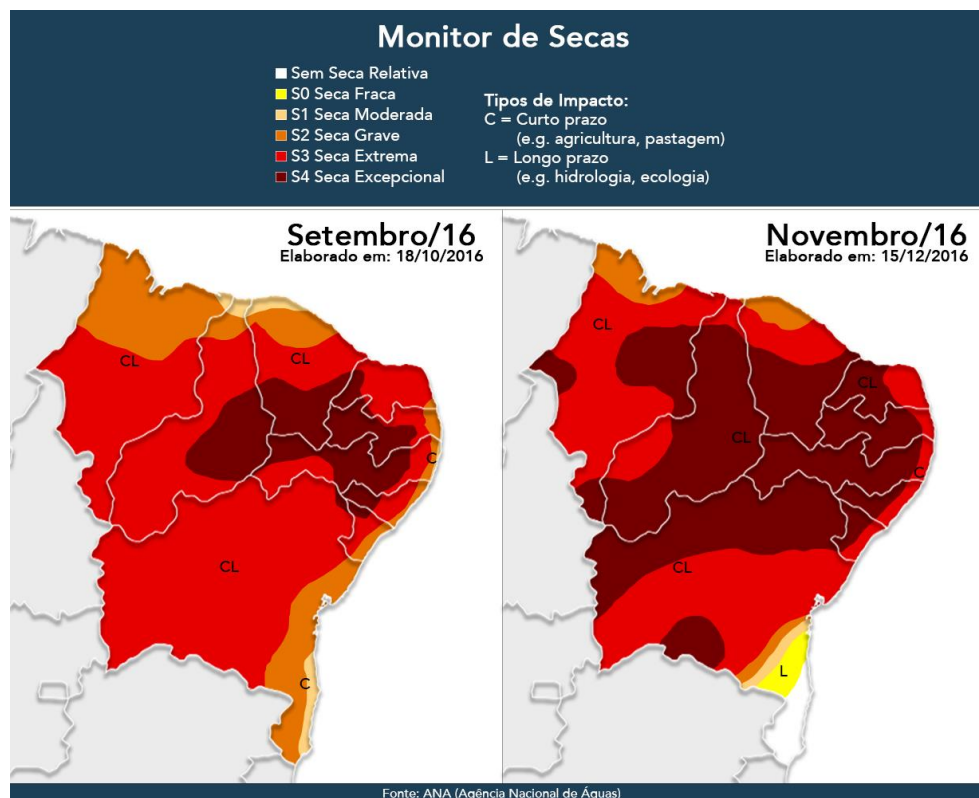 Monitor de Secas
Sem Seca Relativa
S0 Seca Fraca
S1 Seca Moderada
S2 Seca Grave
S3 Seca Extrema
S4 Seca Excepcional
Tipos de Impacto:
C = Curto prazo
(e.g. agricultura, pastagem)
L = Longo prazo
(e.g. hidrologia, ecologia)
Setembro/16
Elaborado em: 18/10/2016
CL
CL
C
CL
C
Novembro/16
Elaborado em: 15/12/2016
CL
CL
CL
C
CL
L
Fonte: ANA (Agência Nacional de Águas)